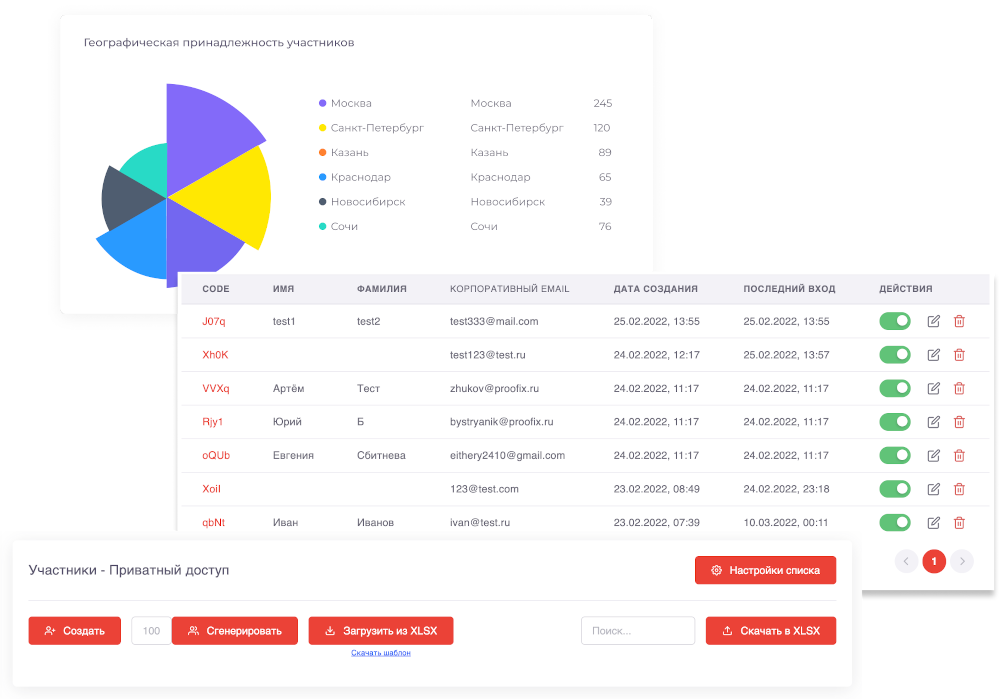 Географическая принадлежность участников
Москва Москва 245
Санкт-Петербург Санкт-Петербург 120
Казань Казань 89
Краснодар Краснодар 65
Новосибирск Новосибирск 39
Сочи Сочи 76
CODE ИМЯ ФАМИЛИЯ КОРПОРАТИВНЫЙ EMAIL ДАТА СОЗДАНИЯ ПОСЛЕДНИЙ ВХОД ДЕЙСТВИЯ
J07q test1 test2 test333@mail.com 25.02.2022, 13:55 25.02.2022, 13:55
Xh0K test123@test.ru 24.02.2022, 12:17 25.02.2022, 13:57
VVXq Артём Тест zhukov@proofix.ru 24.02.2022, 11:17 24.02.2022, 11:17
Rjy1 Юрий Б bystryanik@proofix.ru 24.02.2022, 11:17 24.02.2022, 11:17
oQUb Евгения Сбитнева eithery2410@gmail.com 24.02.2022, 11:17 24.02.2022, 11:17
Xoil 123@test.com 23.02.2022, 08:49 24.02.2022, 23:18
qbNt Иван Иванов ivan@test.ru 23.02.2022, 07:39 10.03.2022, 00:11
1
Участники - Приватный доступ Настройки списка
Создать 100 Сгенерировать Загрузить из XLSX Поиск... Скачать в XLSX
Скачать шаблон